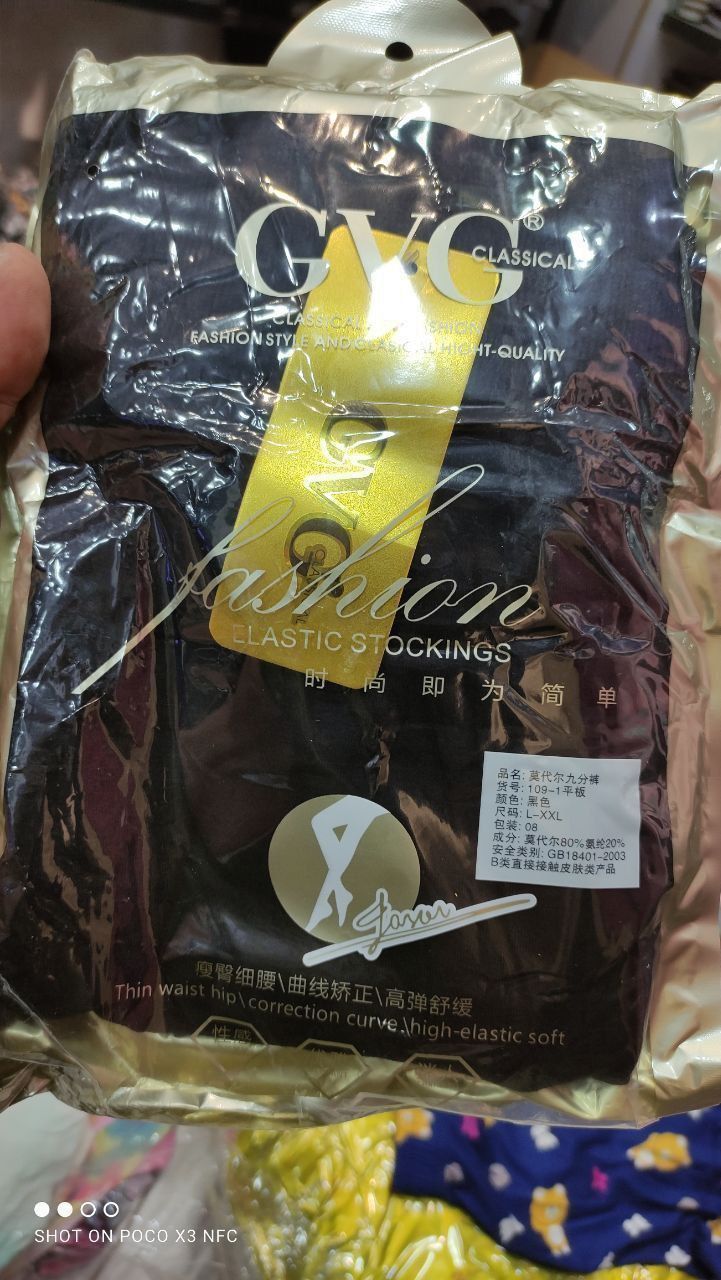 GVG®
CLASSICAL
FASHION STYLE AND CLASICAL HIGHT-QUALITY
GVG
fashion
ELASTIC STOCKINGS
时尚即为简单
品名: 莫代尔九分裤
货号: 109-1平板
颜色: 黑色
尺码: L-XXL
包装: 08
成分: 莫代尔80%氨纶20%
安全类别: GB18401-2003
B类直接接触皮肤类产品
Jason
瘦臀细腰\曲线矫正\高弹舒缓
Thin waist hip\correction curve\high-elastic soft
性感
SHOT ON POCO X3 NFC